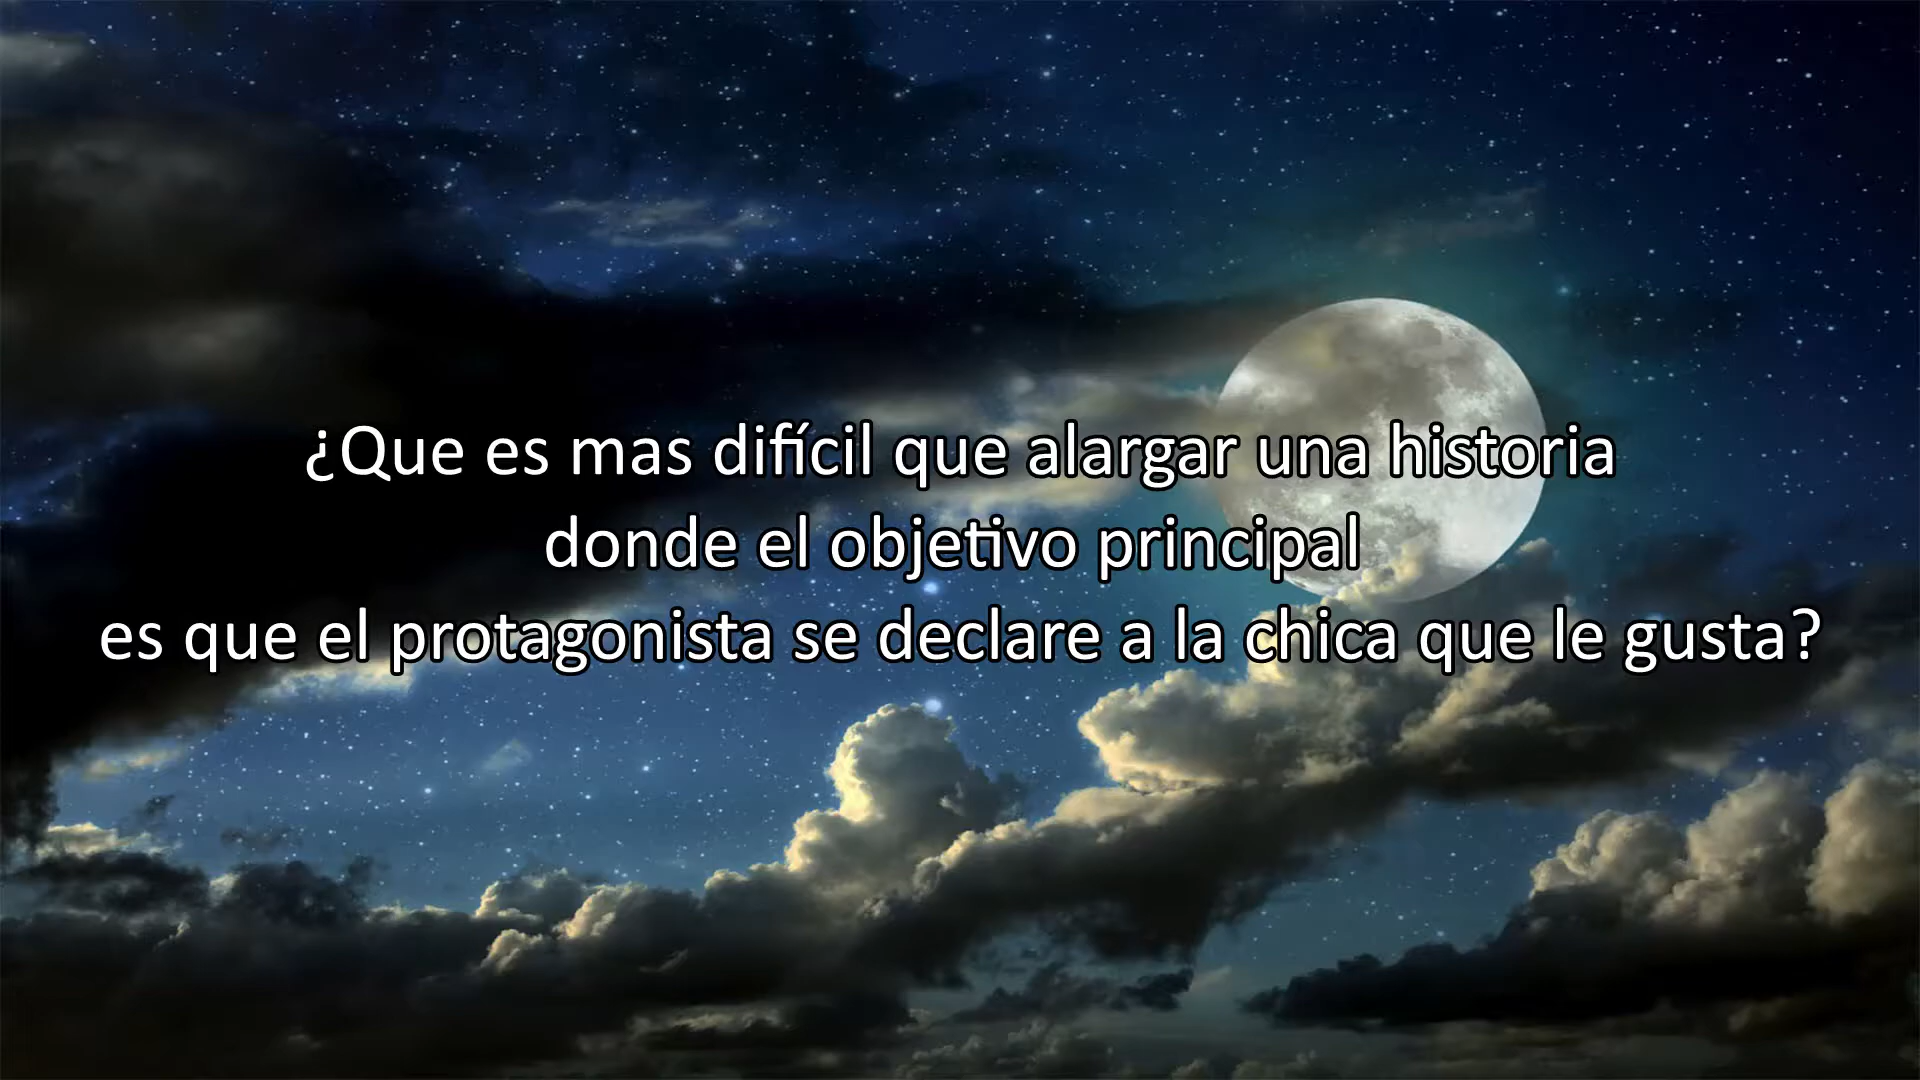 ¿Que es mas difícil que alargar una historia
donde el objetivo principal
es que el protagonista se declare a la chica que le gusta?